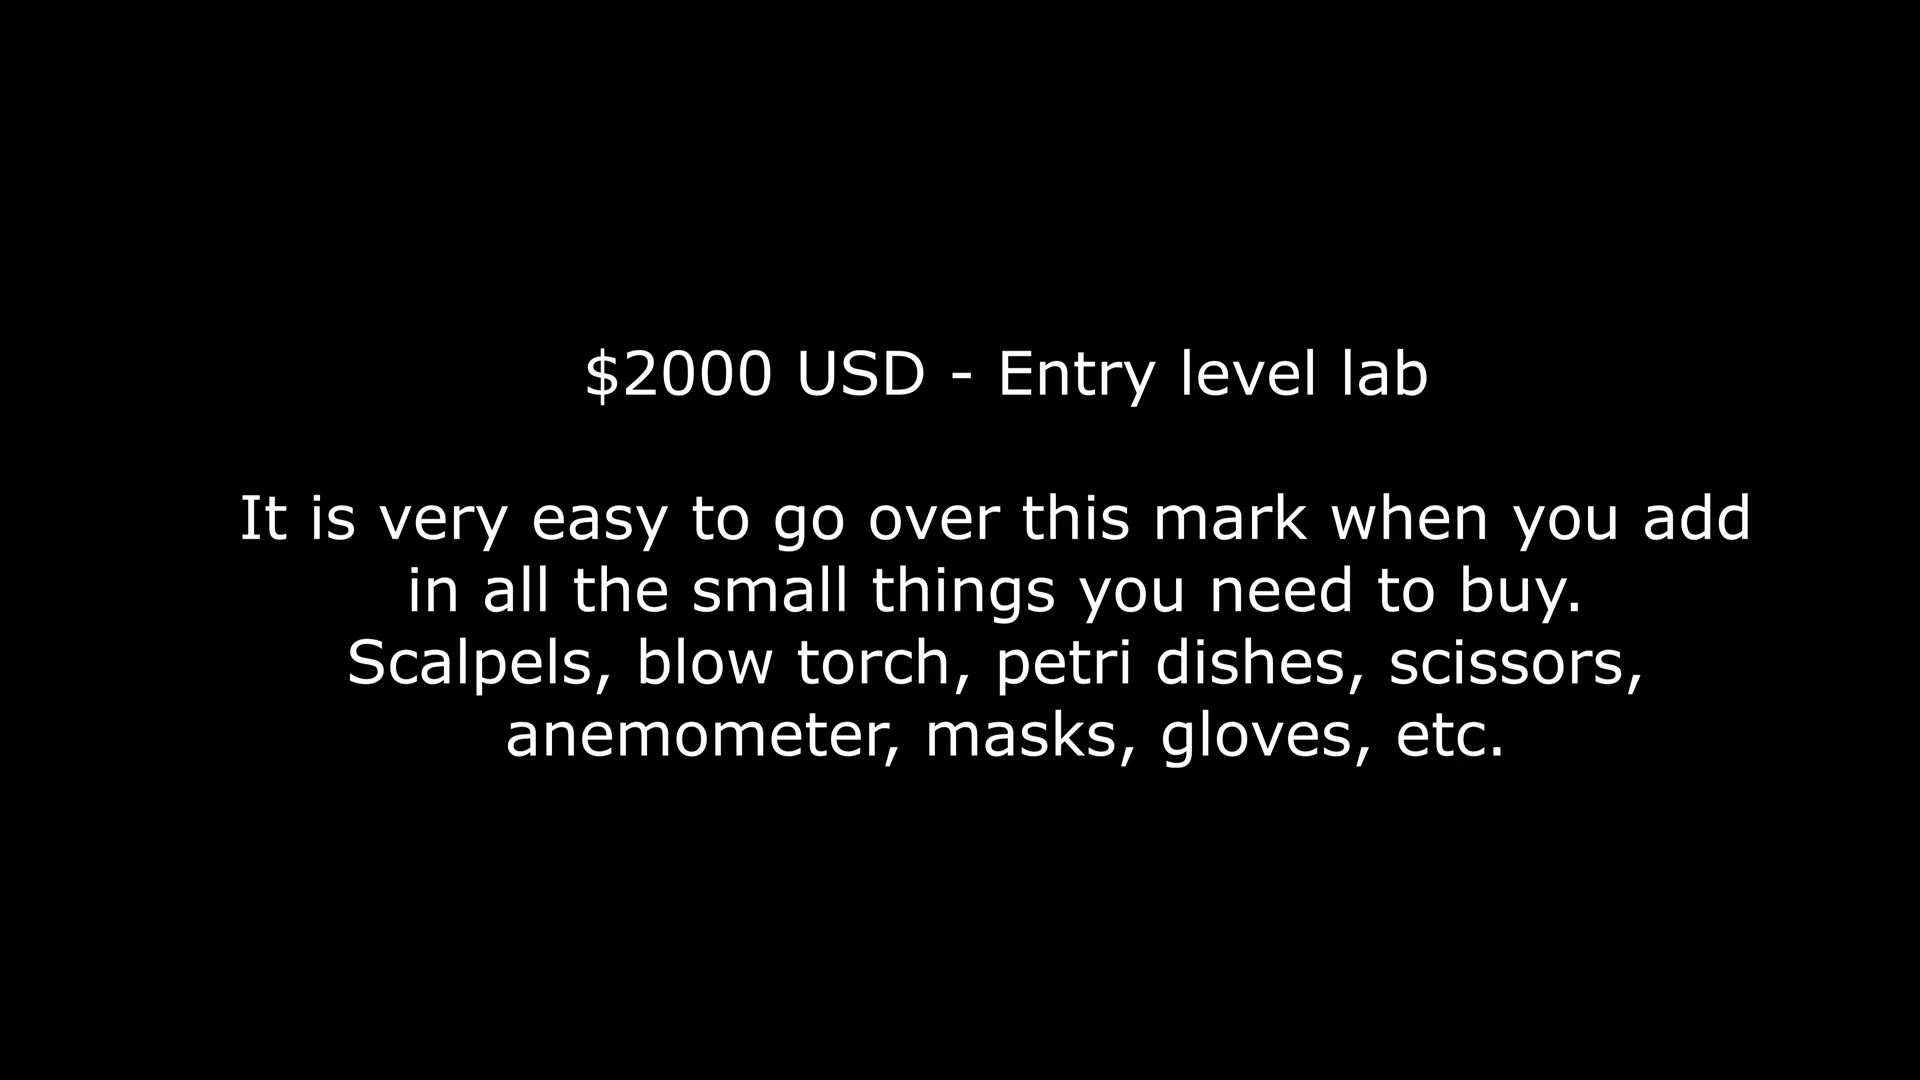 $2000 USD - Entry level lab
It is very easy to go over this mark when you add
in all the small things you need to buy.
Scalpels, blow torch, petri dishes, scissors,
anemometer, masks, gloves, etc.